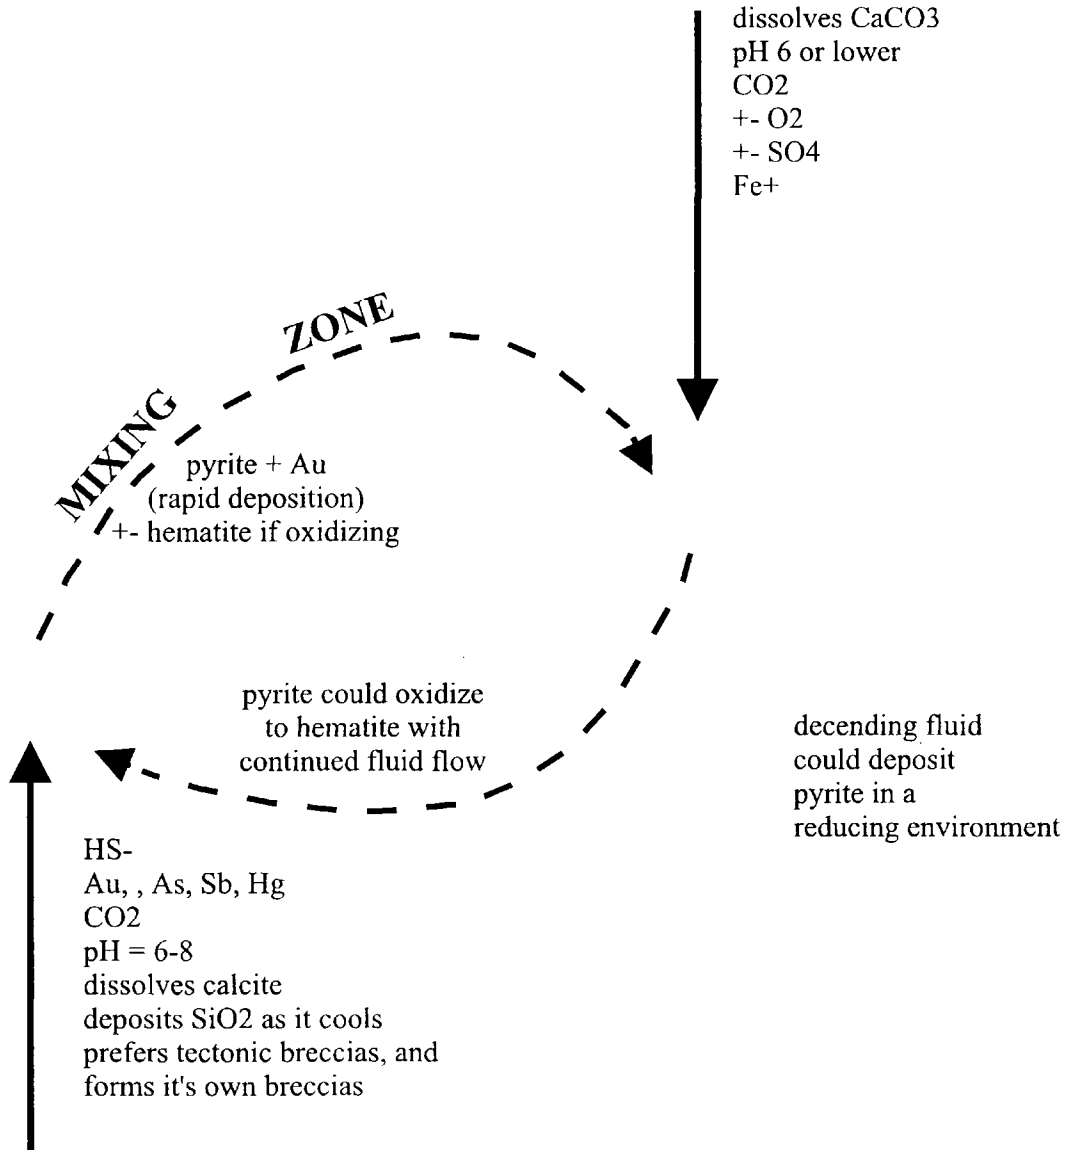 dissolves CaCO3
pH 6 or lower
CO2
+- O2
+- SO4
Fe+
MIXING ZONE
pyrite + Au
(rapid deposition)
+- hematite if oxidizing
pyrite could oxidize
to hematite with
continued fluid flow
decending fluid
could deposit
pyrite in a
reducing environment
HS-
Au, , As, Sb, Hg
CO2
pH = 6-8
dissolves calcite
deposits SiO2 as it cools
prefers tectonic breccias, and
forms it's own breccias